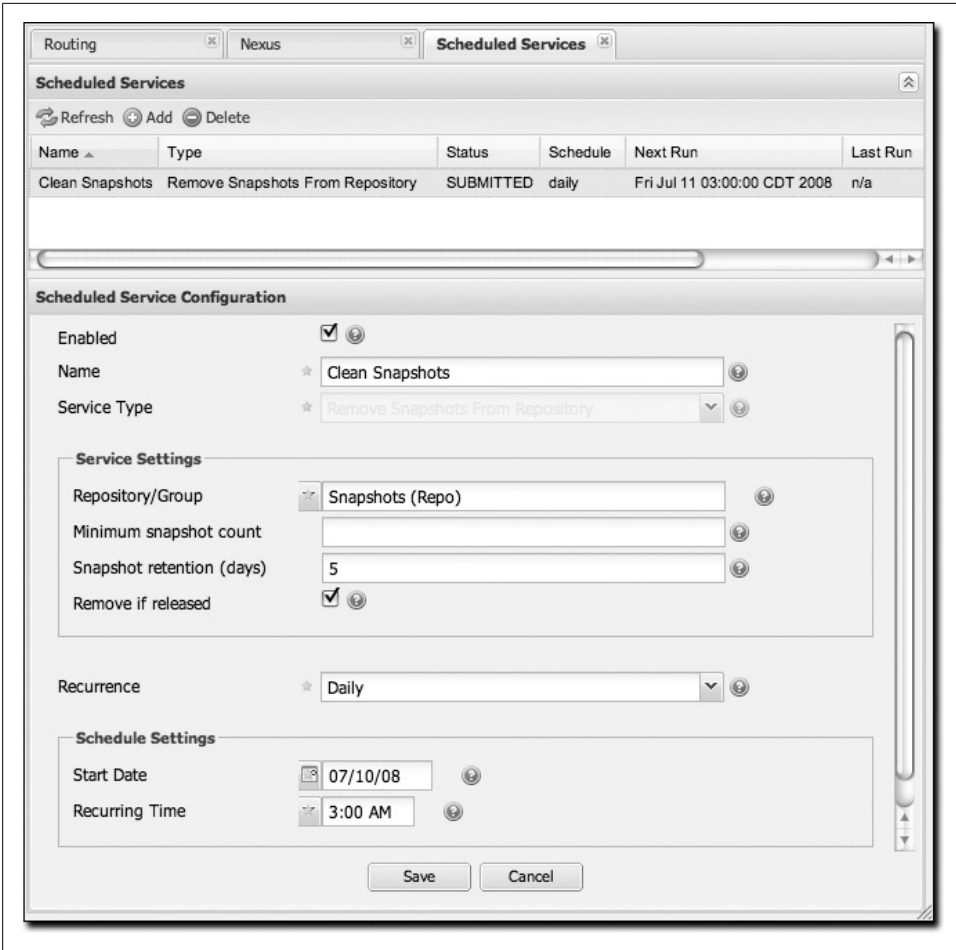 Routing Nexus Scheduled Services
Scheduled Services
Refresh Add Delete
Name Type Status Schedule Next Run Last Run
Clean Snapshots Remove Snapshots From Repository SUBMITTED daily Fri Jul 11 03:00:00 CDT 2008 n/a
Scheduled Service Configuration
Enabled
Name Clean Snapshots
Service Type Remove Snapshots From Repository
Service Settings
Repository/Group Snapshots (Repo)
Minimum snapshot count
Snapshot retention (days) 5
Remove if released
Recurrence Daily
Schedule Settings
Start Date 07/10/08
Recurring Time 3:00 AM
Save Cancel